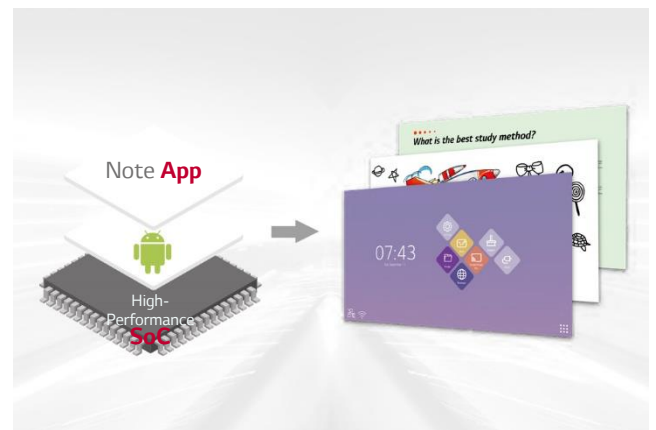 Note App
High-
Performance
SoC
What is the best study method?
07:43